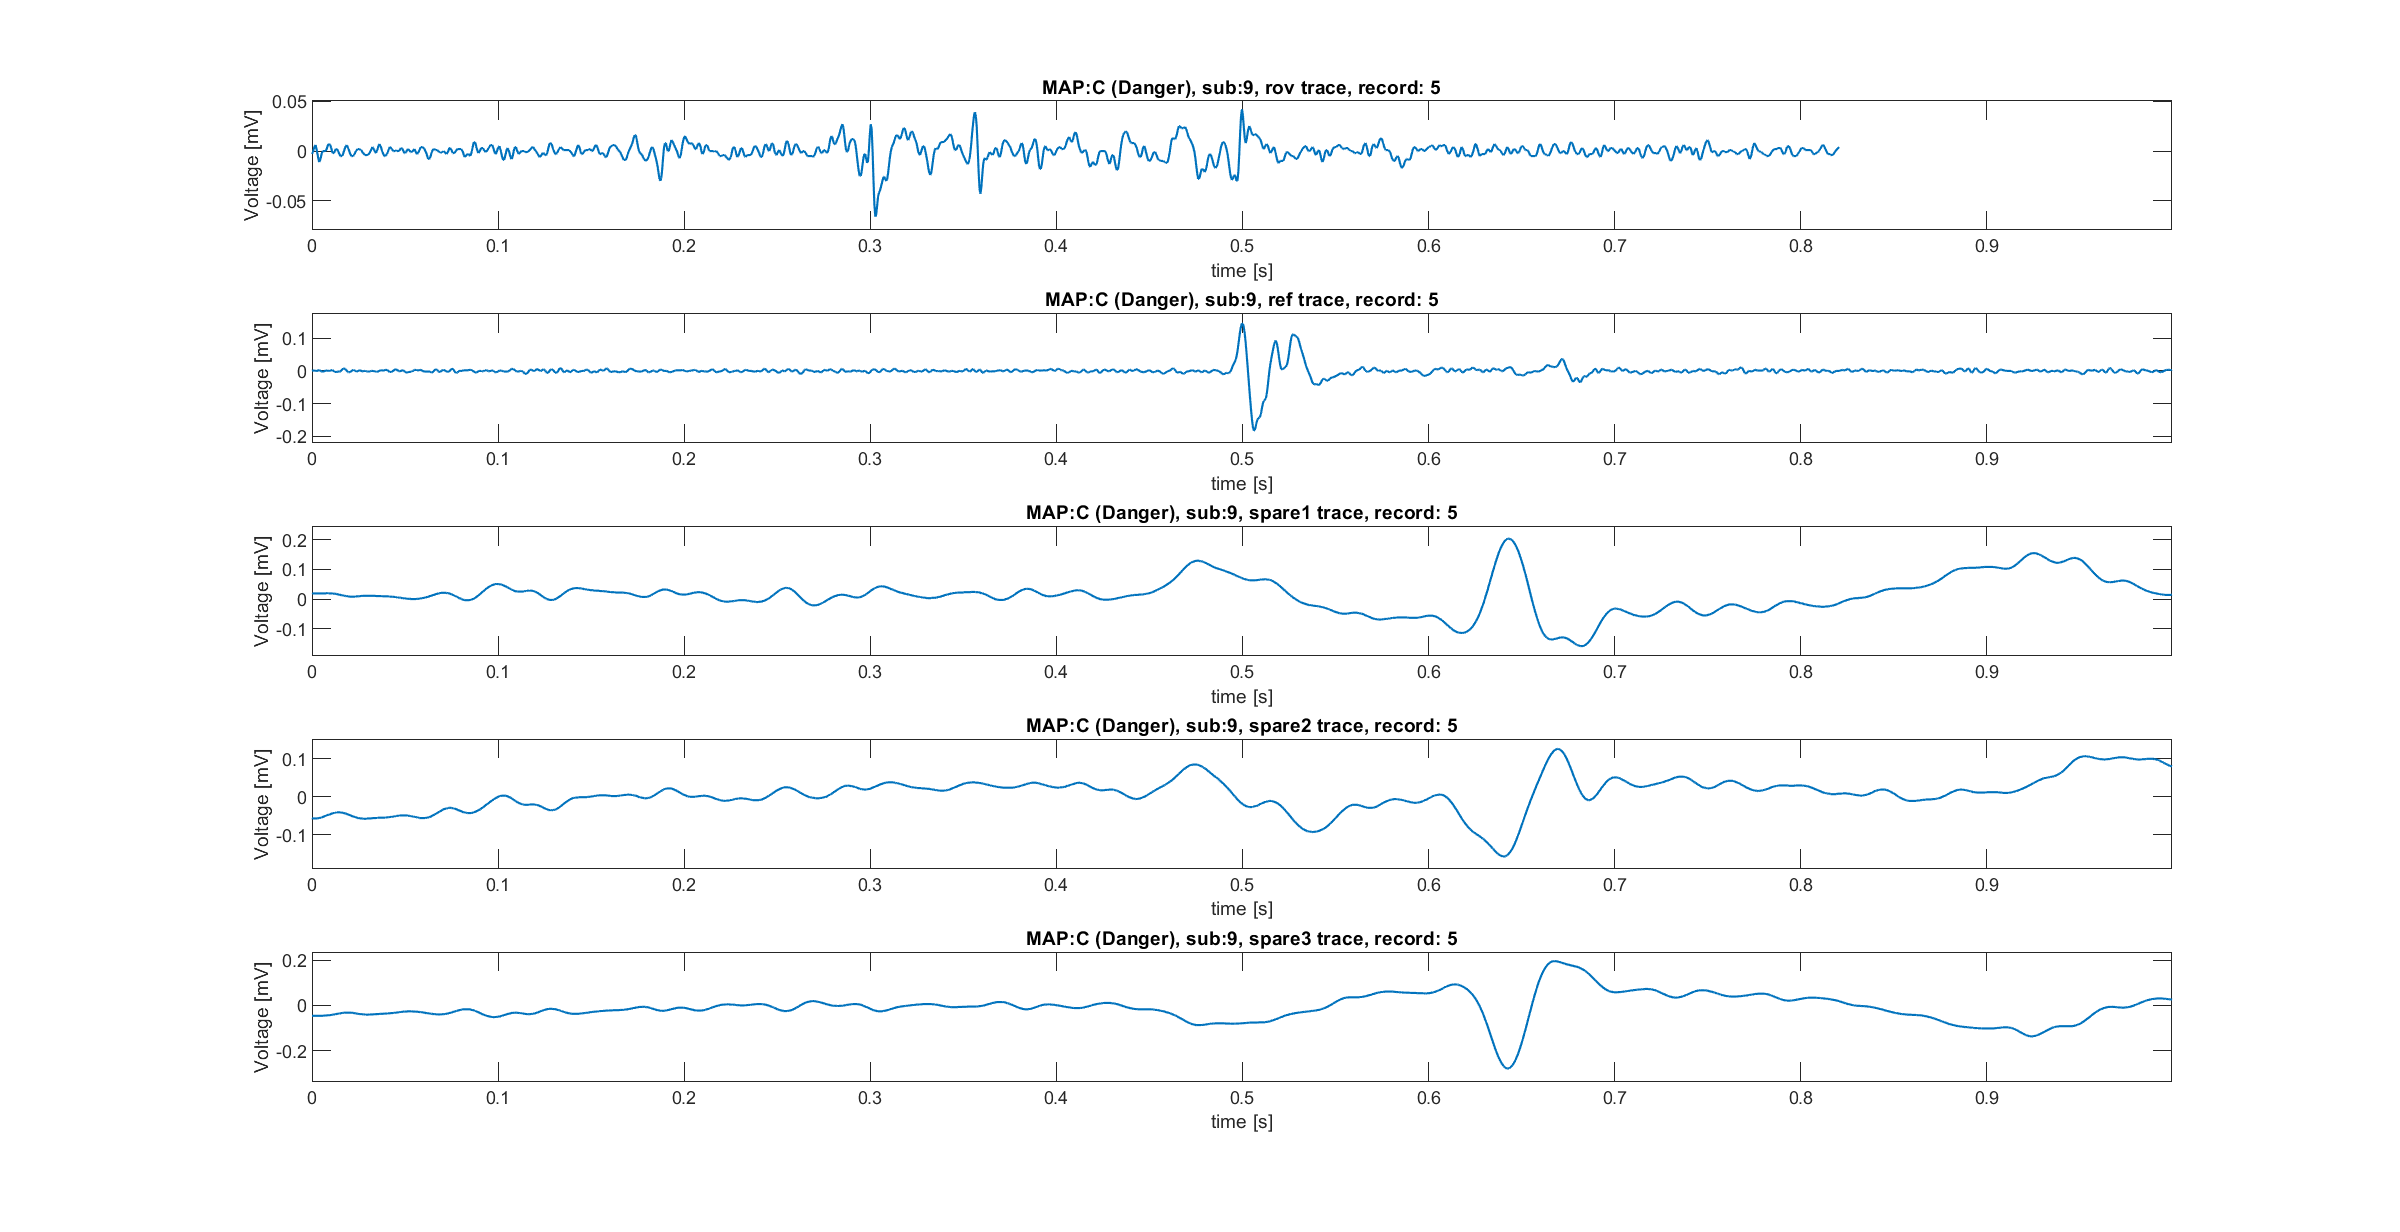 MAP:C (Danger), sub:9, rov trace, record: 5
Voltage [mV]
0.05
0
-0.05
0 0.1 0.2 0.3 0.4 0.5 0.6 0.7 0.8 0.9
time [s]
MAP:C (Danger), sub:9, ref trace, record: 5
Voltage [mV]
0.1
0
-0.1
-0.2
0 0.1 0.2 0.3 0.4 0.5 0.6 0.7 0.8 0.9
time [s]
MAP:C (Danger), sub:9, spare1 trace, record: 5
Voltage [mV]
0.2
0.1
0
-0.1
0 0.1 0.2 0.3 0.4 0.5 0.6 0.7 0.8 0.9
time [s]
MAP:C (Danger), sub:9, spare2 trace, record: 5
Voltage [mV]
0.1
0
-0.1
0 0.1 0.2 0.3 0.4 0.5 0.6 0.7 0.8 0.9
time [s]
MAP:C (Danger), sub:9, spare3 trace, record: 5
Voltage [mV]
0.2
0
-0.2
0 0.1 0.2 0.3 0.4 0.5 0.6 0.7 0.8 0.9
time [s]